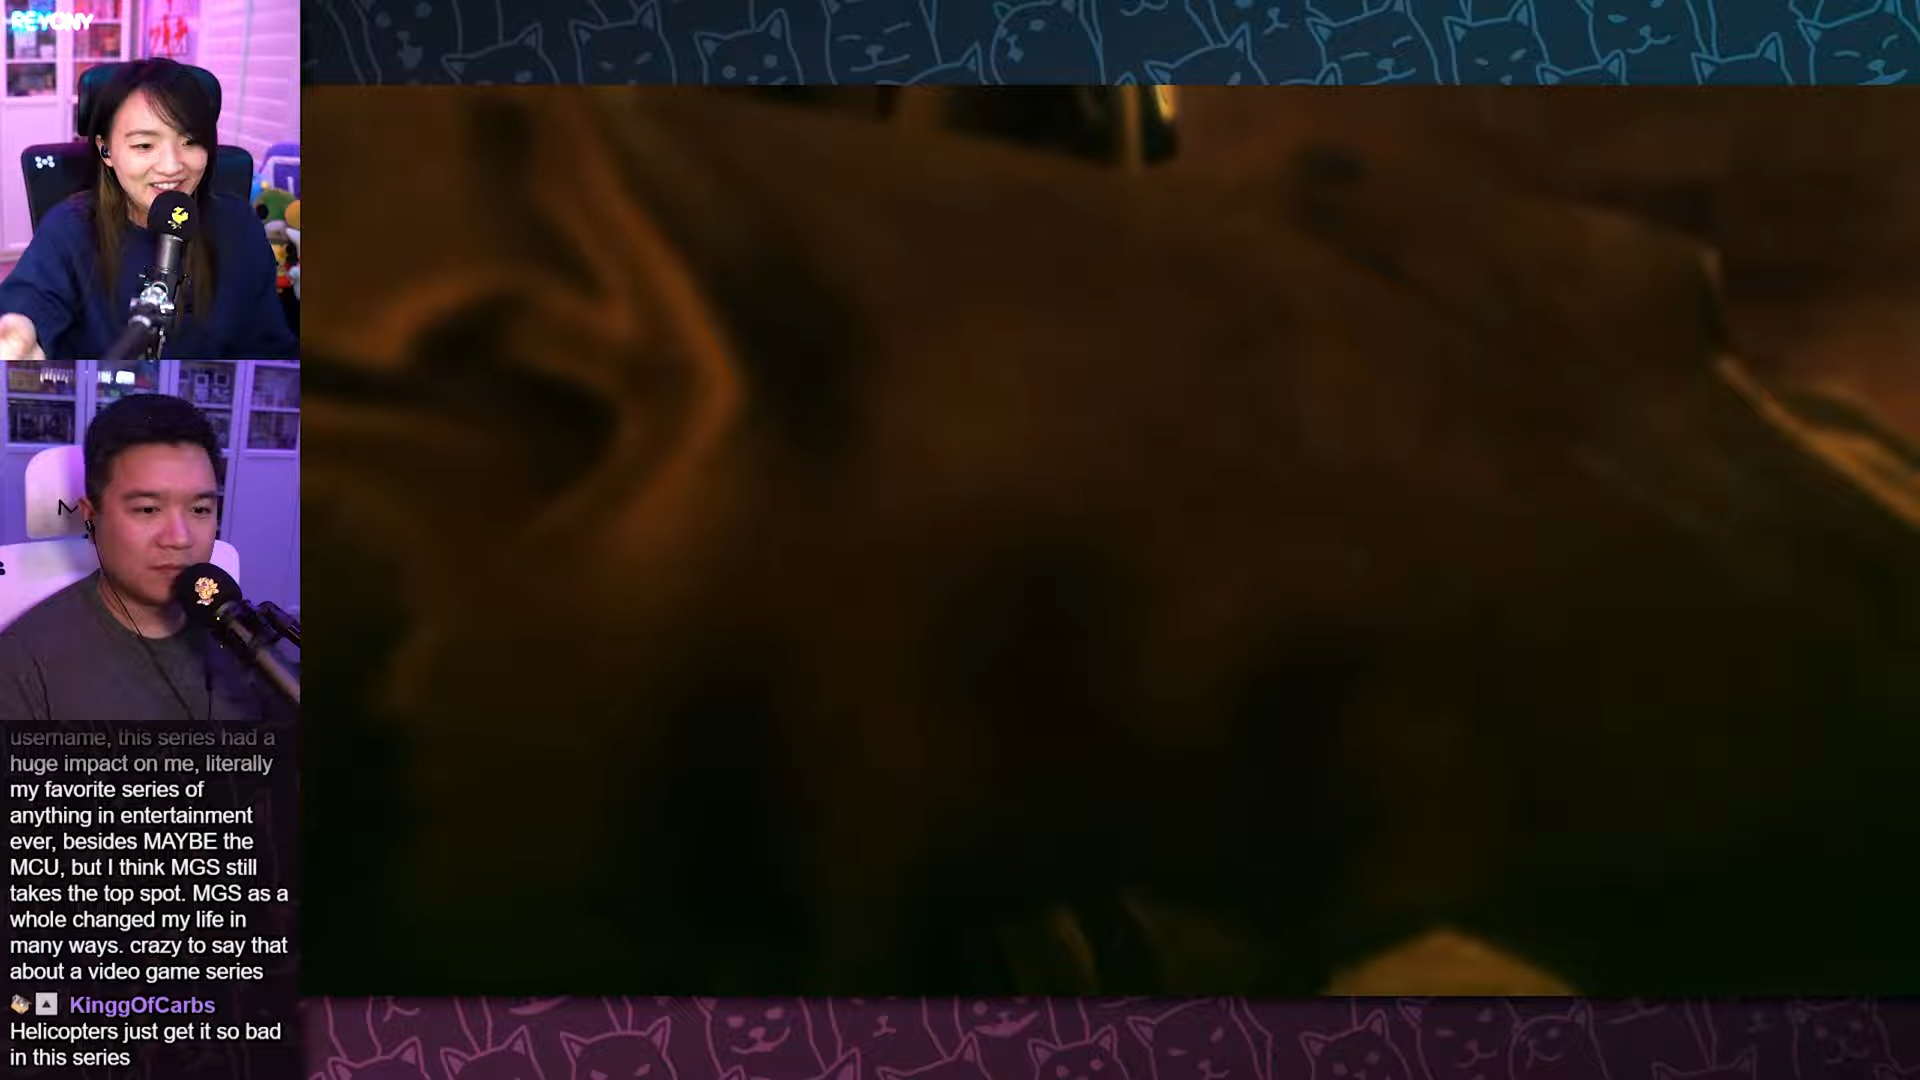 REYONY
username, this series had a
huge impact on me, literally
my favorite series of
anything in entertainment
ever, besides MAYBE the
MCU, but I think MGS still
takes the top spot. MGS as a
whole changed my life in
many ways. crazy to say that
about a video game series
KinggOfCarbs
Helicopters just get it so bad
in this series